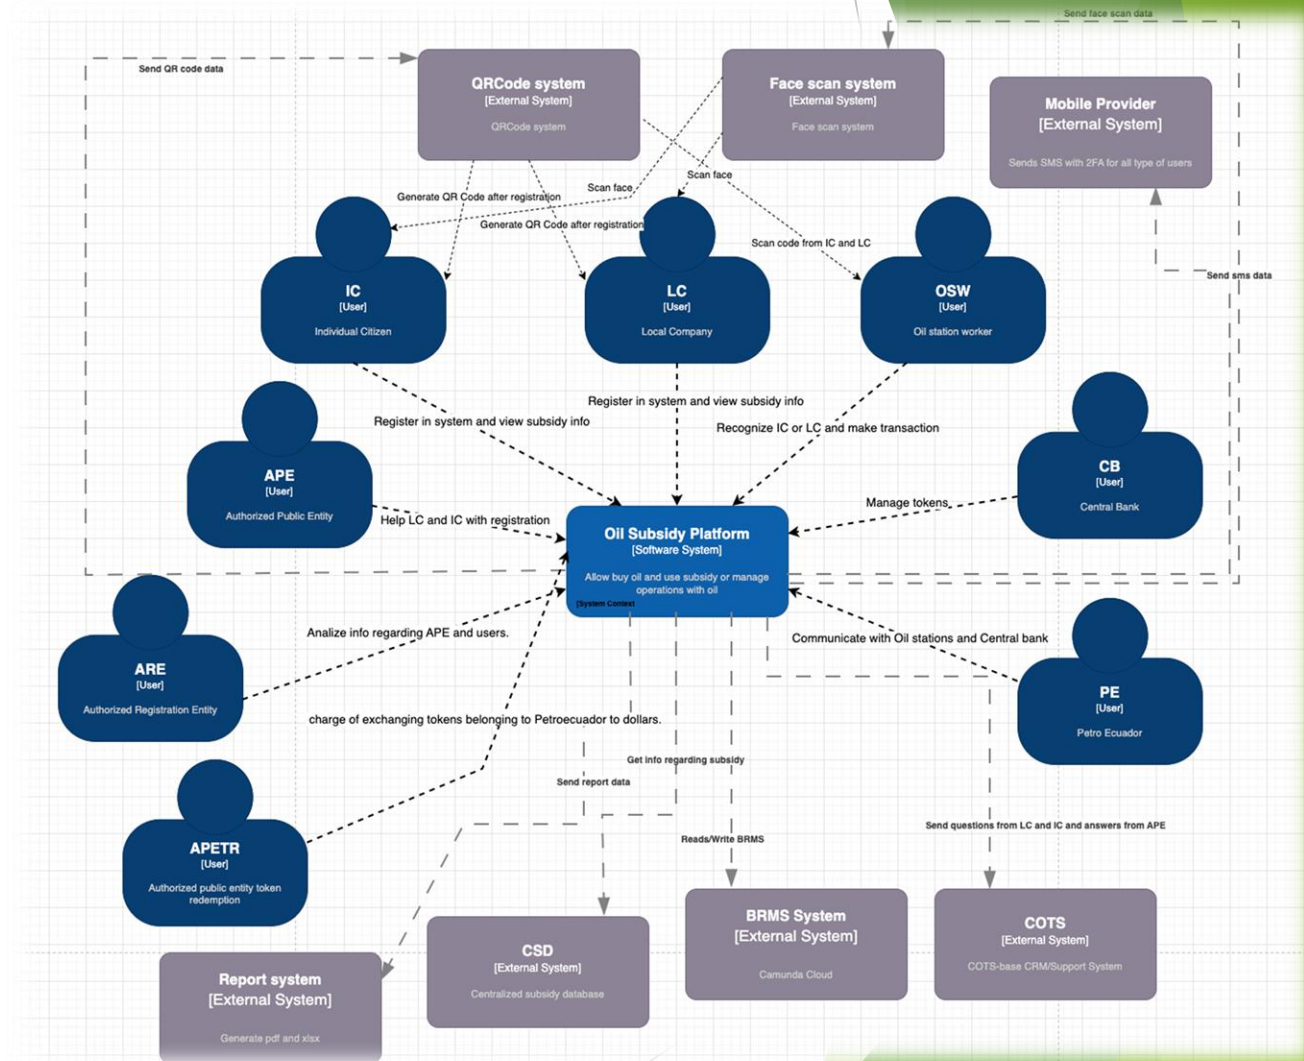 Send face scan data
Send QR code data
QRCode system
[External System]
QRCode system
Face scan system
[External System]
Face scan system
Mobile Provider
[External System]
Sends SMS with 2FA for all type of users
Scan face
Scan face
Generate QR Code after registration
Generate QR Code after registration
Scan code from IC and LC
Send sms data
IC
[User]
Individual Citizen
LC
[User]
Local Company
OSW
[User]
Oil station worker
Register in system and view subsidy info
Register in system and view subsidy info
Recognize IC or LC and make transaction
APE
[User]
Authorized Public Entity
CB
[User]
Central Bank
Help LC and IC with registration
Manage tokens
Oil Subsidy Platform
[Software System]
Allow buy oil and use subsidy or manage
operations with oil
[System Context
Analize info regarding APE and users.
Communicate with Oil stations and Central bank
ARE
[User]
Authorized Registration Entity
PE
[User]
Petro Ecuador
charge of exchanging tokens belonging to Petroecuador to dollars.
Get info regarding subsidy
Send report data
Reads/Write BRMS
Send questions from LC and IC and answers from APE
APETR
[User]
Authorized public entity token
redemption
Report system
[External System]
Generate pdf and xlsx
CSD
[External System]
Centralized subsidy database
BRMS System
[External System]
Camunda Cloud
COTS
[External System]
COTS-base CRM/Support System